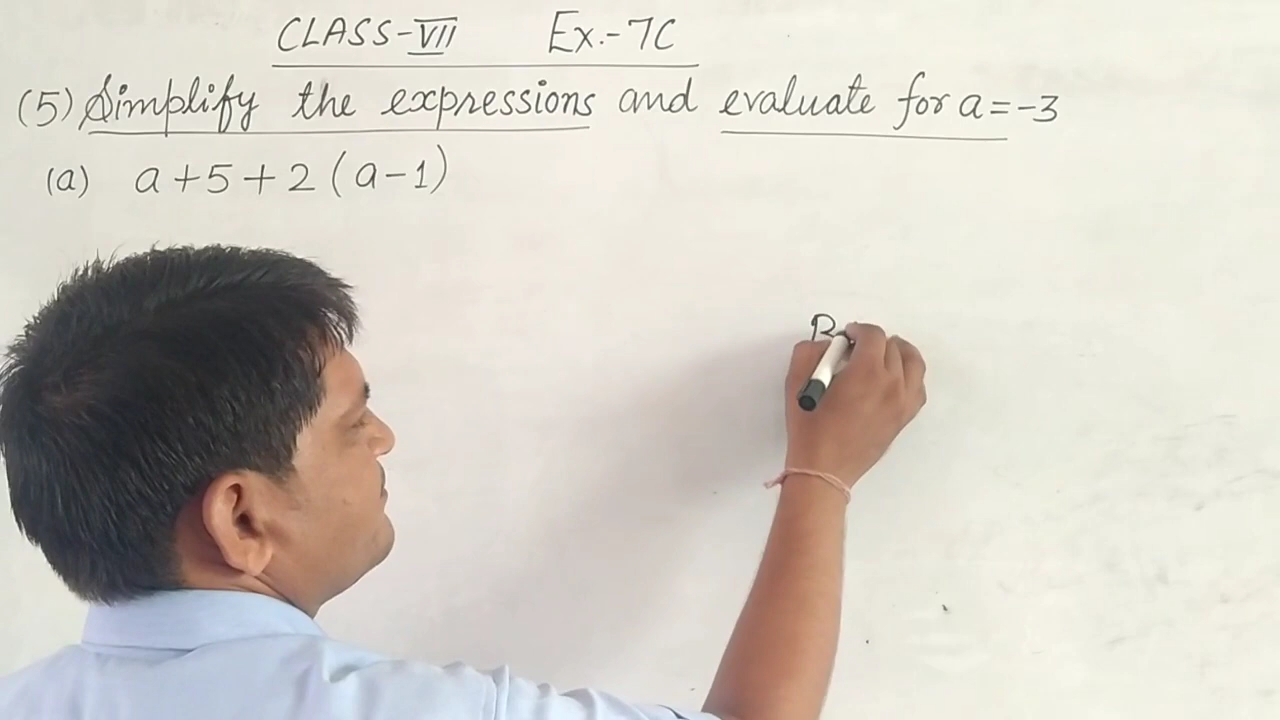 CLASS-VII Ex.-7C
(5) Simplify the expressions and evaluate for a=-3
(a) a+5+2(a-1)